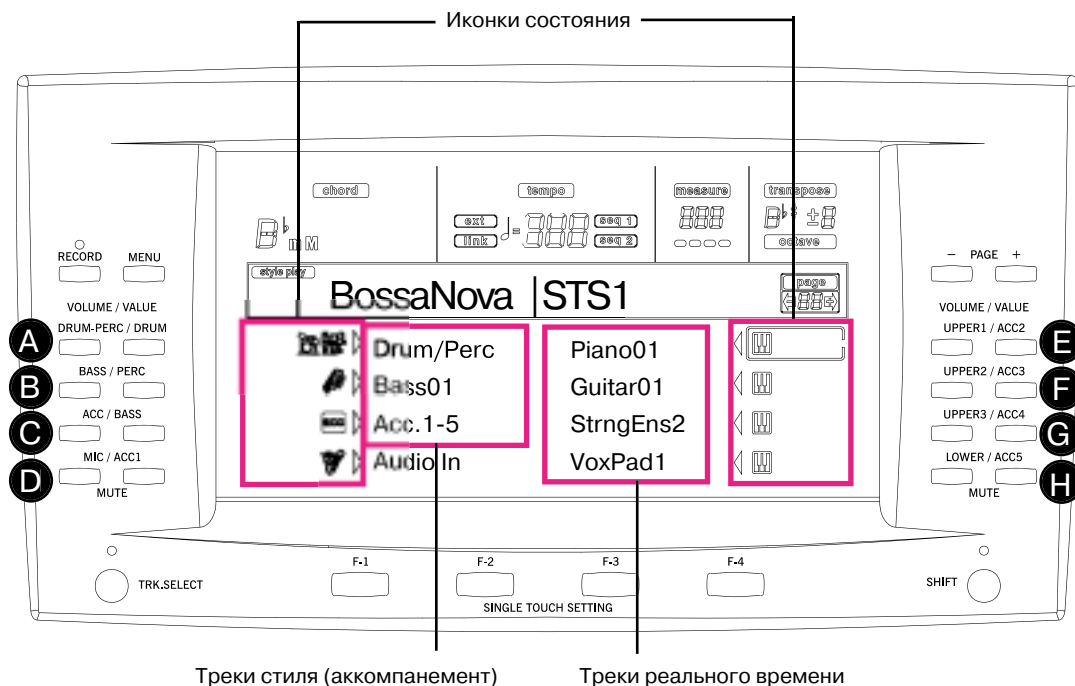 Иконки состояния
chord
tempo
measure
transpose
ext
link
seq 1
seq 2
octave
RECORD MENU
style play
BossaNova |STS1
page
- PAGE +
VOLUME / VALUE
VOLUME / VALUE
A DRUM-PERC / DRUM
Drum/Perc
Piano01
UPPER1 / ACC2 E
B BASS / PERC
Bass01
Guitar01
UPPER2 / ACC3 F
C ACC / BASS
Acc.1-5
StrngEns2
UPPER3 / ACC4 G
D MIC / ACC1
Audio In
VoxPad1
LOWER / ACC5 H
MUTE
MUTE
TRK.SELECT
F-1 F-2 F-3 F-4
SHIFT
SINGLE TOUCH SETTING
Треки стиля (аккомпанемент)
Треки реального времени